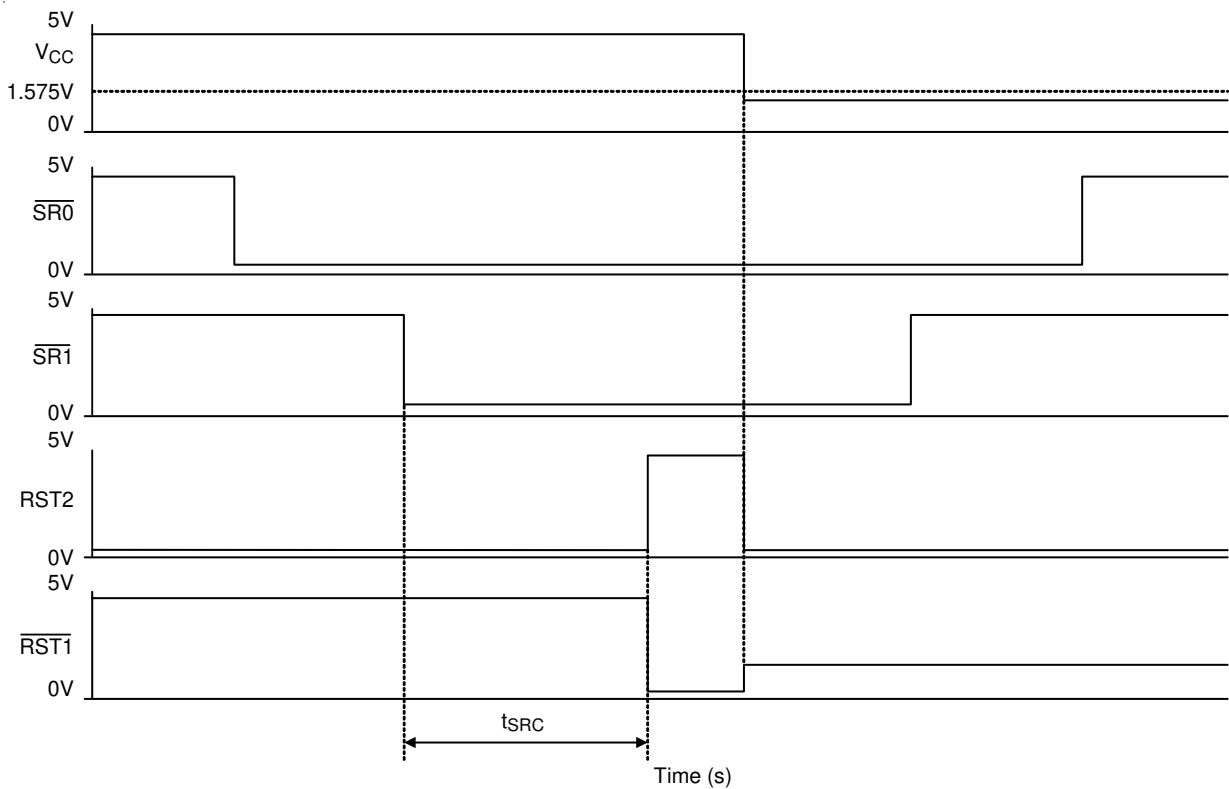 5V
VCC
1.575V
0V
5V
SR0
0V
5V
SR1
0V
5V
RST2
0V
5V
RST1
0V
tSRC
Time (s)